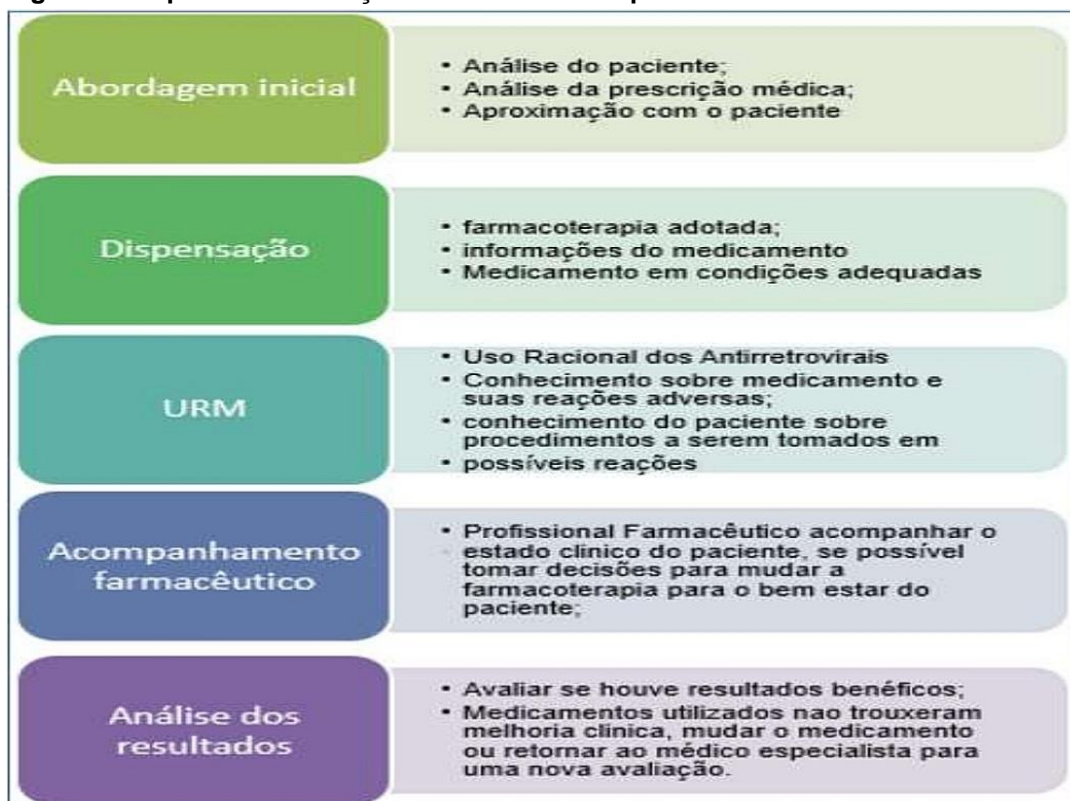 Abordagem inicial
• Análise do paciente;
• Análise da prescrição médica;
• Aproximação com o paciente
Dispensação
• farmacoterapia adotada;
• informações do medicamento
• Medicamento em condições adequadas
URM
• Uso Racional dos Antirretrovirais
• Conhecimento sobre medicamento e
suas reações adversas;
• conhecimento do paciente sobre
procedimentos a serem tomados em
• possíveis reações
Acompanhamento
farmacêutico
• Profissional Farmacêutico acompanhar o
estado clinico do paciente, se possível
tomar decisões para mudar a
farmacoterapia para o bem estar do
paciente;
Análise dos
resultados
• Avaliar se houve resultados benéficos;
• Medicamentos utilizados nao trouxeram
melhoria clinica, mudar o medicamento
ou retornar ao médico especialista para
uma nova avaliação.